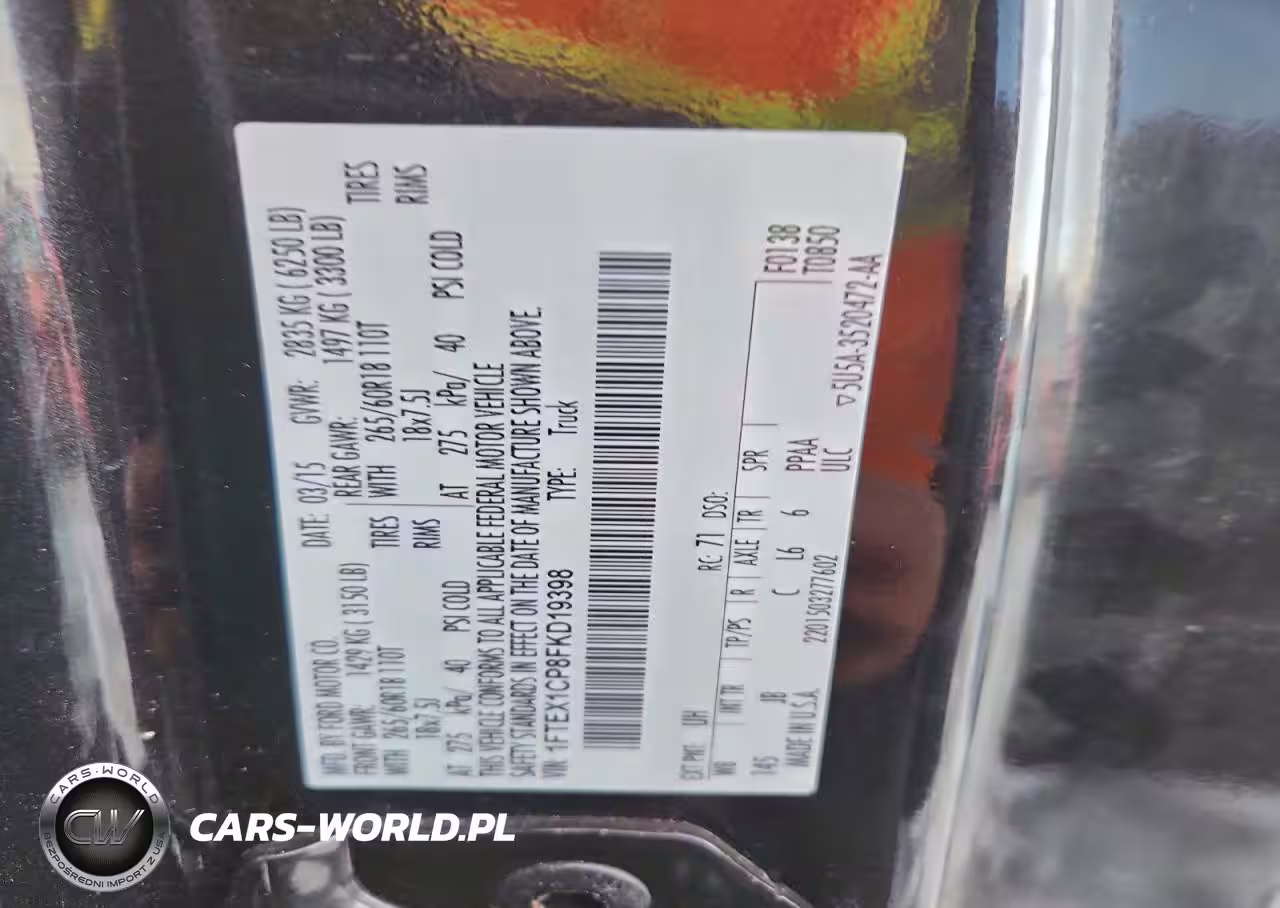 MFD. BY FORD MOTOR CO. DATE: 03/15 GVWR: 2835 KG ( 6250 LB)
FRONT GAWR: 1429 KG ( 3150 LB) REAR GAWR: 1497 KG ( 3300 LB)
WITH 265/60R18 110T TIRES WITH 265/60R18 110T TIRES
18x7.5J RIMS 18x7.5J RIMS
AT 275 kPa/ 40 PSI COLD AT 275 kPa/ 40 PSI COLD
THIS VEHICLE CONFORMS TO ALL APPLICABLE FEDERAL MOTOR VEHICLE
SAFETY STANDARDS IN EFFECT ON THE DATE OF MANUFACTURE SHOWN ABOVE.
VIN: 1FTEX1CP8FKD19398 TYPE: Truck
F0138
T0850
EXT PNT: UH RC: 71 DSO:
WB INT TR TP/PS R AXLE TR SPR
145 JB C L6 6 PPAA
ULC
MADE IN U.S.A. 2201503277602 ▽5U5A-3520472-AA
CARS-WORLD
CW
BEZPOŚREDNI IMPORT Z USA
CARS-WORLD.PL